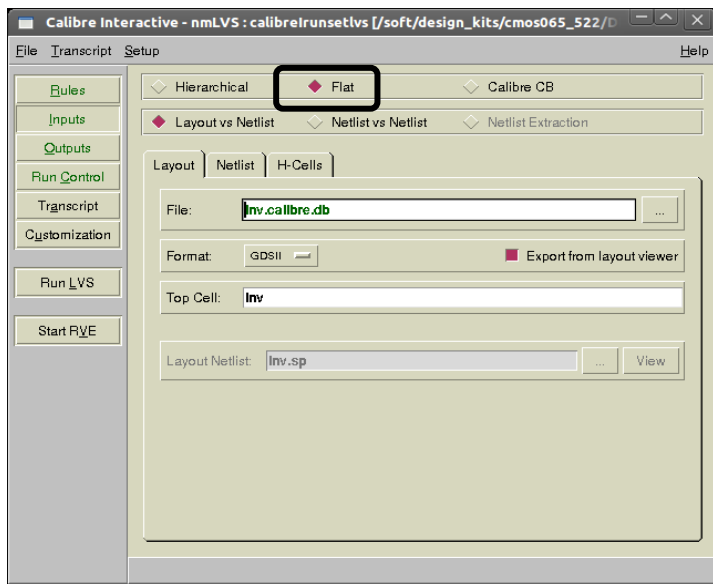 Calibre Interactive - nmLVS : calibreIrunsetlvs [/soft/design_kits/cmos065_522/D
File Transcript Setup Help
Rules
Inputs
Outputs
Run Control
Transcript
Customization
Run LVS
Start RVE
Hierarchical Flat Calibre CB
Layout vs Netlist Netlist vs Netlist Netlist Extraction
Layout Netlist H-Cells
File: Inv.calibre.db ...
Format: GDSII Export from layout viewer
Top Cell: Inv
Layout Netlist: Inv.sp ... View